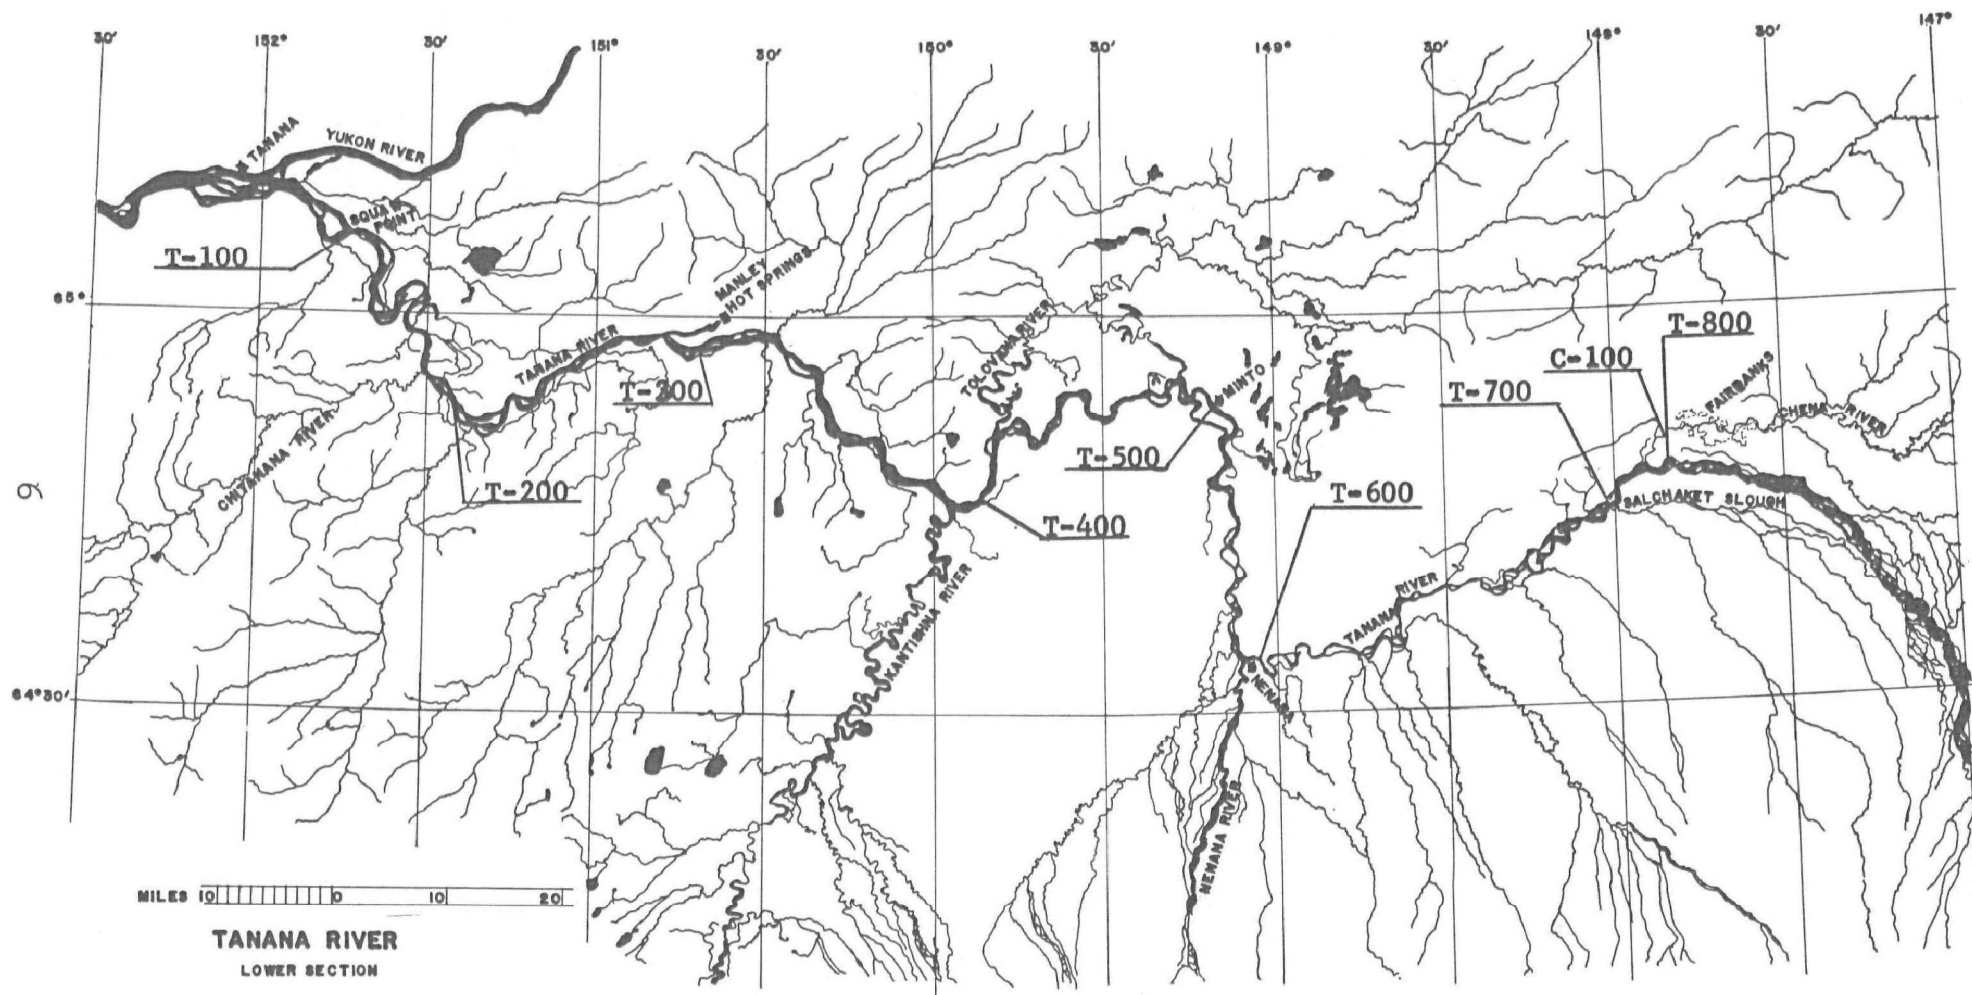 30'
152°
30'
151°
30'
150°
30'
149°
30'
148°
30'
147°
TANANA
YUKON RIVER
SQUAW
POINT
T-100
65°
MANLEY
HOT SPRINGS
TANANA RIVER
T-300
TOLOVANA RIVER
MINTO
T-800
C-100
T-700
FAIRBANKS
CHENA RIVER
CHITANANA RIVER
T-200
T-500
T-400
T-600
SALCHAKET SLOUGH
6
KANTISHNA RIVER
TANANA RIVER
64°30'
NENANA
NENANA RIVER
MILES 10 0 10 20
TANANA RIVER
LOWER SECTION